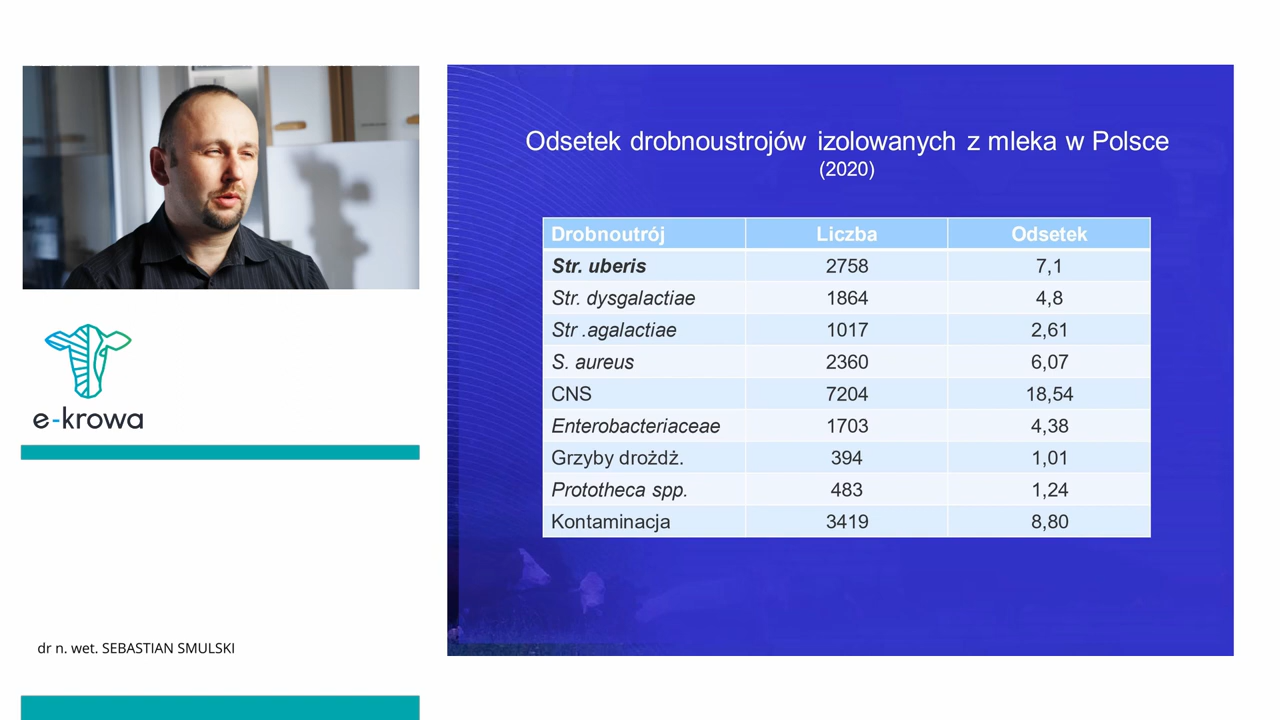 e-krowa
dr n. wet. SEBASTIAN SMULSKI
Odsetek drobnoustrojów izolowanych z mleka w Polsce
(2020)
Drobnoutrój Liczba Odsetek
Str. uberis 2758 7,1
Str. dysgalactiae 1864 4,8
Str .agalactiae 1017 2,61
S. aureus 2360 6,07
CNS 7204 18,54
Enterobacteriaceae 1703 4,38
Grzyby drożdż. 394 1,01
Prototheca spp. 483 1,24
Kontaminacja 3419 8,80